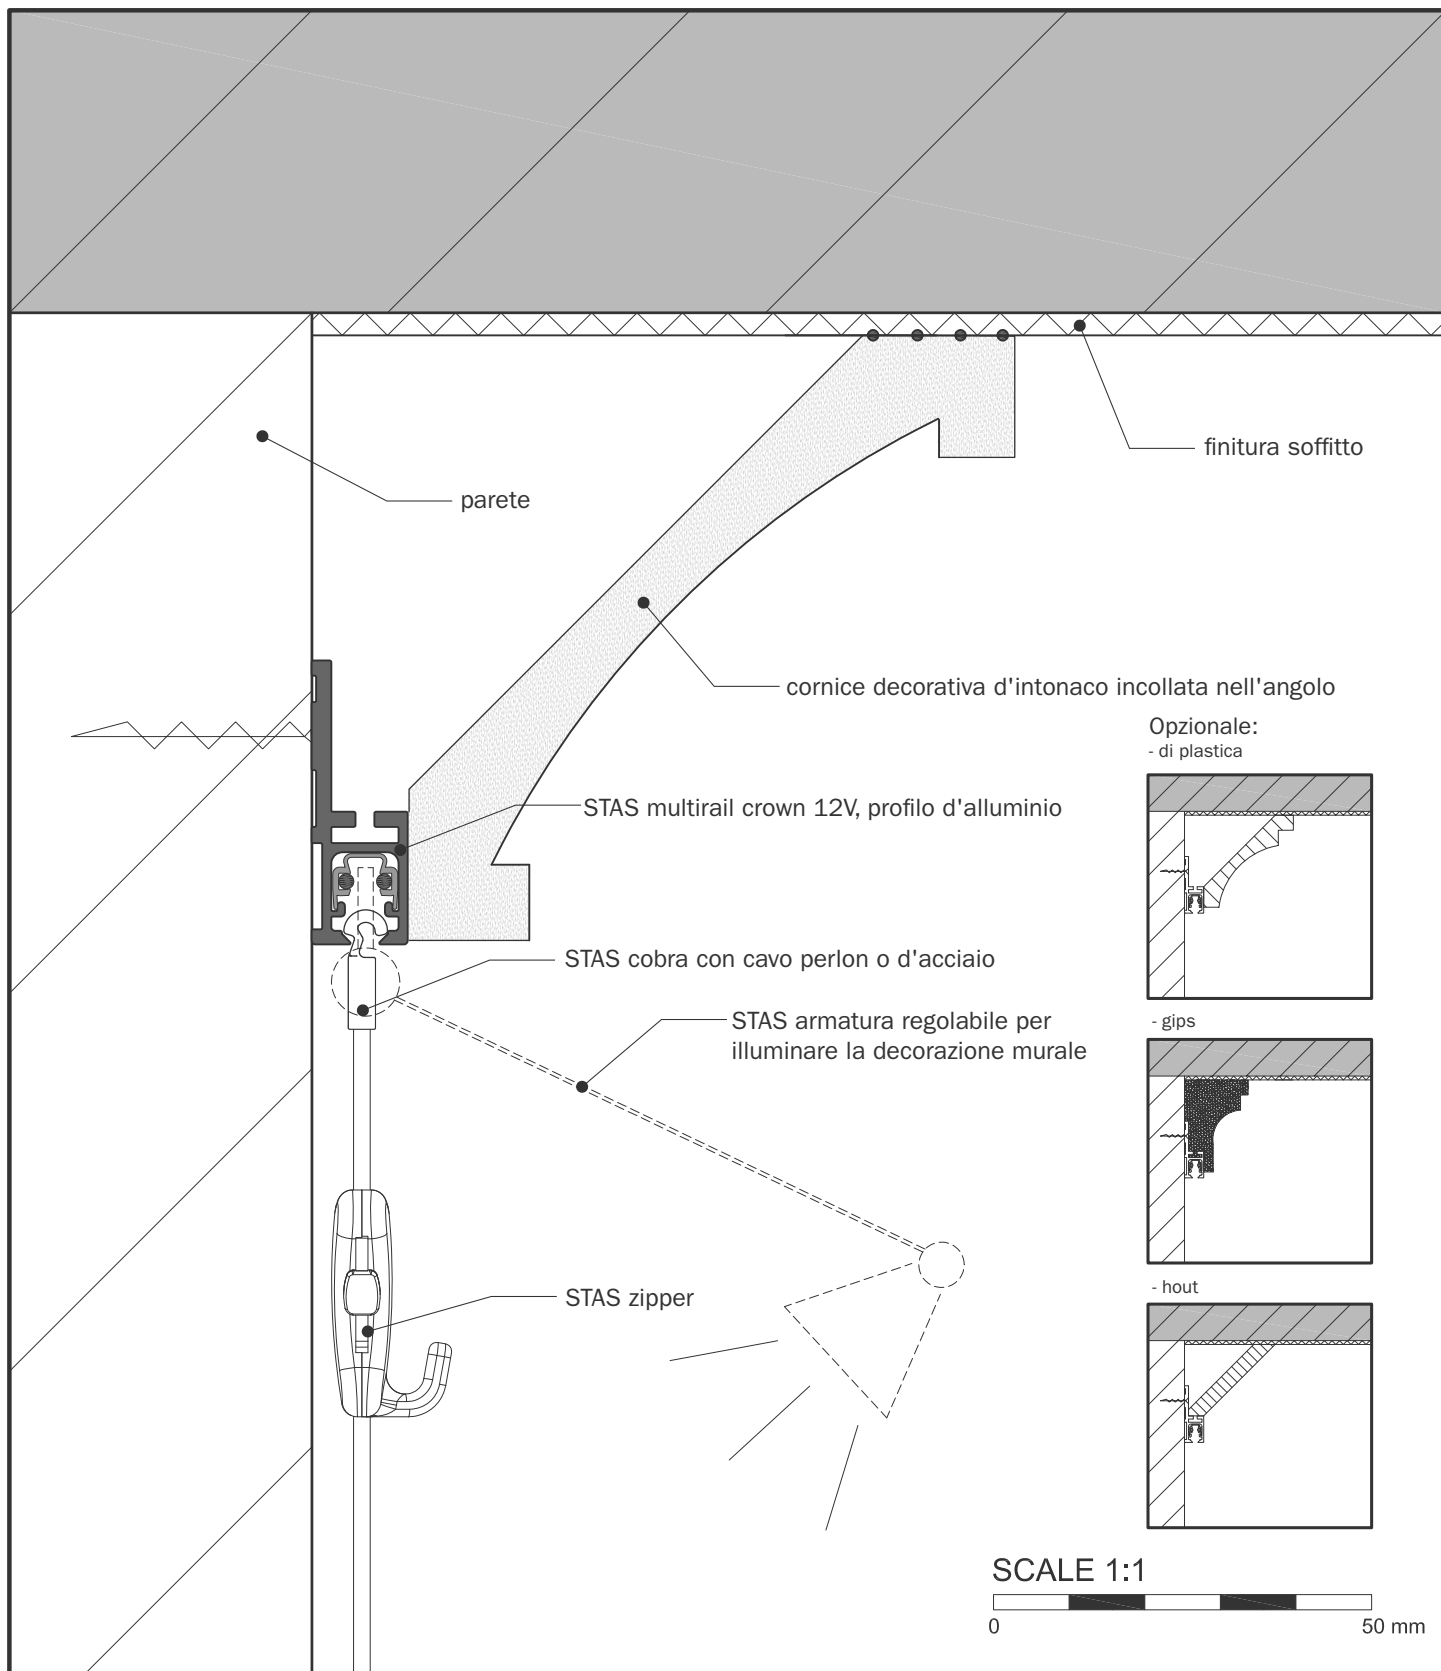 finitura soffitto
parete
cornice decorativa d'intonaco incollata nell'angolo
Opzionale:
- di plastica
STAS multirail crown 12V, profilo d'alluminio
STAS cobra con cavo perlon o d'acciaio
STAS armatura regolabile per
illuminare la decorazione murale
- gips
- hout
STAS zipper
SCALE 1:1
0 50 mm